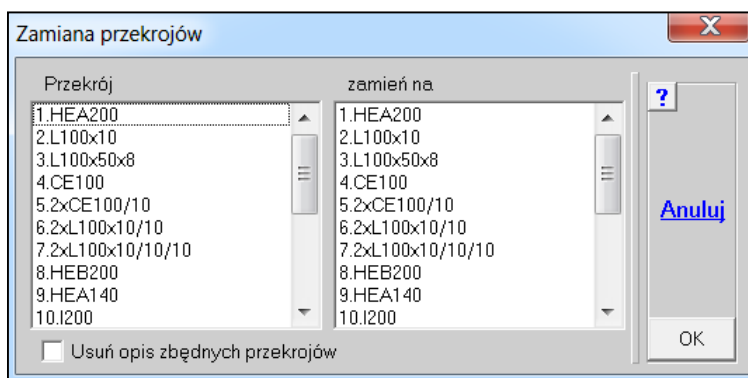 Zamiana przekrojów
X
Przekrój
zamień na
1.HEA200
2.L100x10
3.L100x50x8
4.CE100
5.2xCE100/10
6.2xL100x10/10
7.2xL100x10/10/10
8.HEB200
9.HEA140
10.I200
1.HEA200
2.L100x10
3.L100x50x8
4.CE100
5.2xCE100/10
6.2xL100x10/10
7.2xL100x10/10/10
8.HEB200
9.HEA140
10.I200
?
Anuluj
OK
Usuń opis zbędnych przekrojów